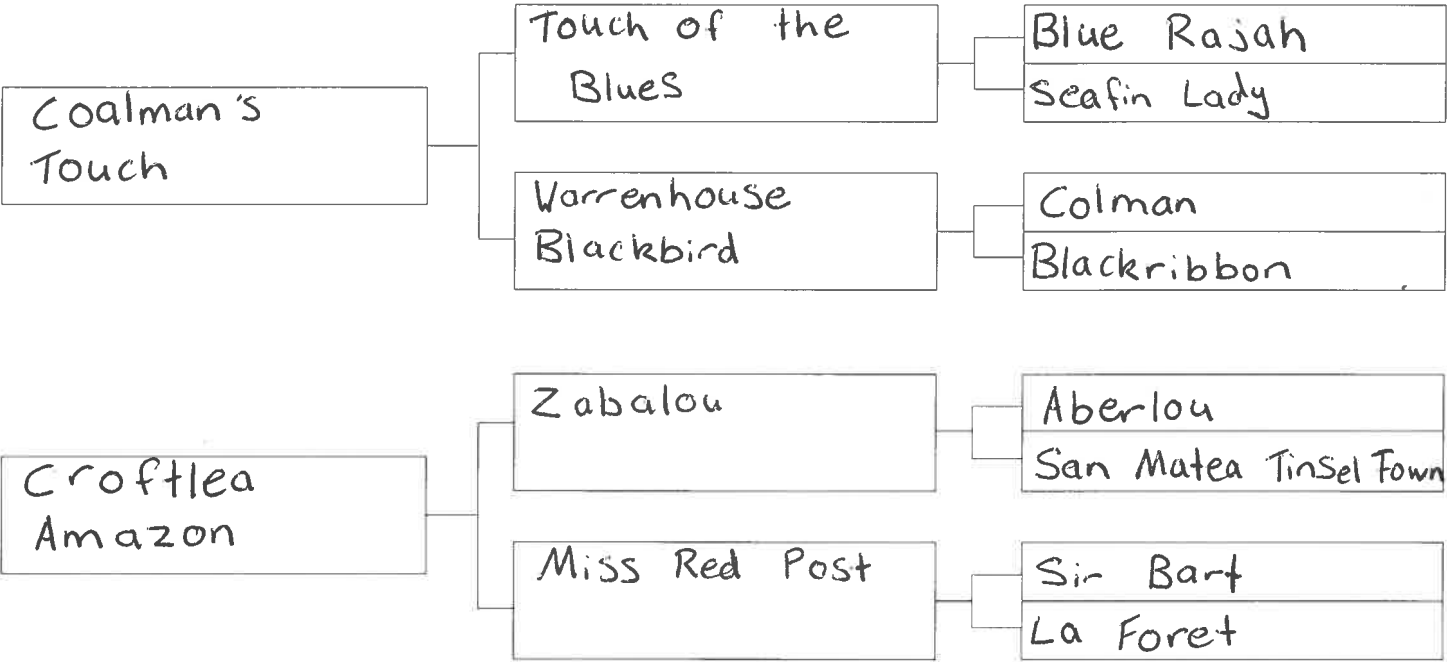 Touch of the
Blues
Blue Rajah
Seafin Lady
Coalman's
Touch
Warrenhouse
Blackbird
Colman
Blackribbon
Zabalou
Aberlou
San Matea Tinsel Town
Croftlea
Amazon
Miss Red Post
Sir Bart
La Foret